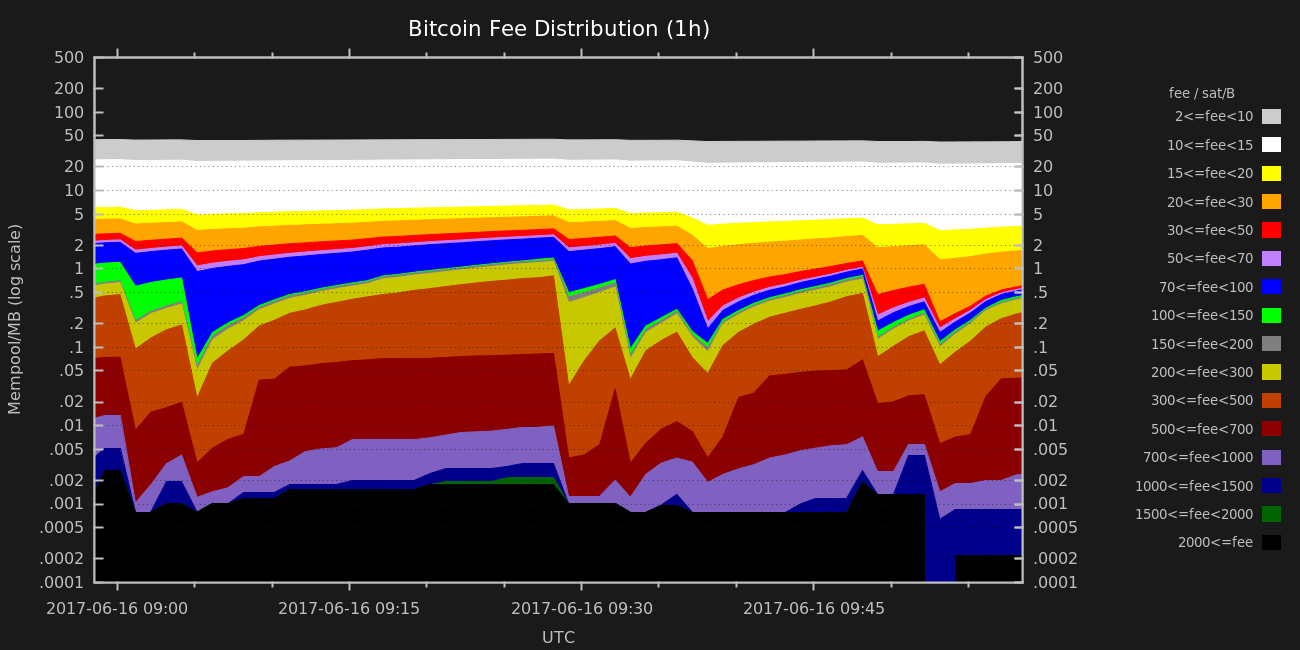 Bitcoin Fee Distribution (1h)
500 500
200 200
100 100
50 50
20 20
10 10
5 5
2 2
1 1
.5 .5
.2 .2
.1 .1
.05 .05
.02 .02
.01 .01
.005 .005
.002 .002
.001 .001
.0005 .0005
.0002 .0002
.0001 .0001
Mempool/MB (log scale)
2017-06-16 09:00 2017-06-16 09:15 2017-06-16 09:30 2017-06-16 09:45
UTC
fee / sat/B
2<=fee<10
10<=fee<15
15<=fee<20
20<=fee<30
30<=fee<50
50<=fee<70
70<=fee<100
100<=fee<150
150<=fee<200
200<=fee<300
300<=fee<500
500<=fee<700
700<=fee<1000
1000<=fee<1500
1500<=fee<2000
2000<=fee